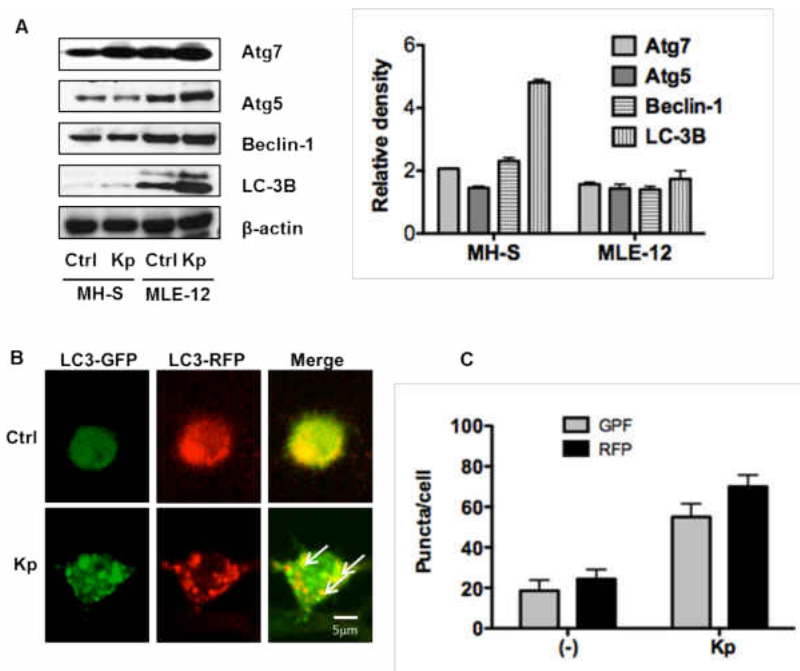 A
Atg7
Atg5
Beclin-1
LC-3B
β-actin
Ctrl Kp Ctrl Kp
MH-S MLE-12
Relative density
6
4
2
0
Atg7
Atg5
Beclin-1
LC-3B
MH-S MLE-12
B
LC3-GFP LC3-RFP Merge
Ctrl
Kp
5μm
C
Puncta/cell
100
80
60
40
20
0
GPF
RFP
(-) Kp